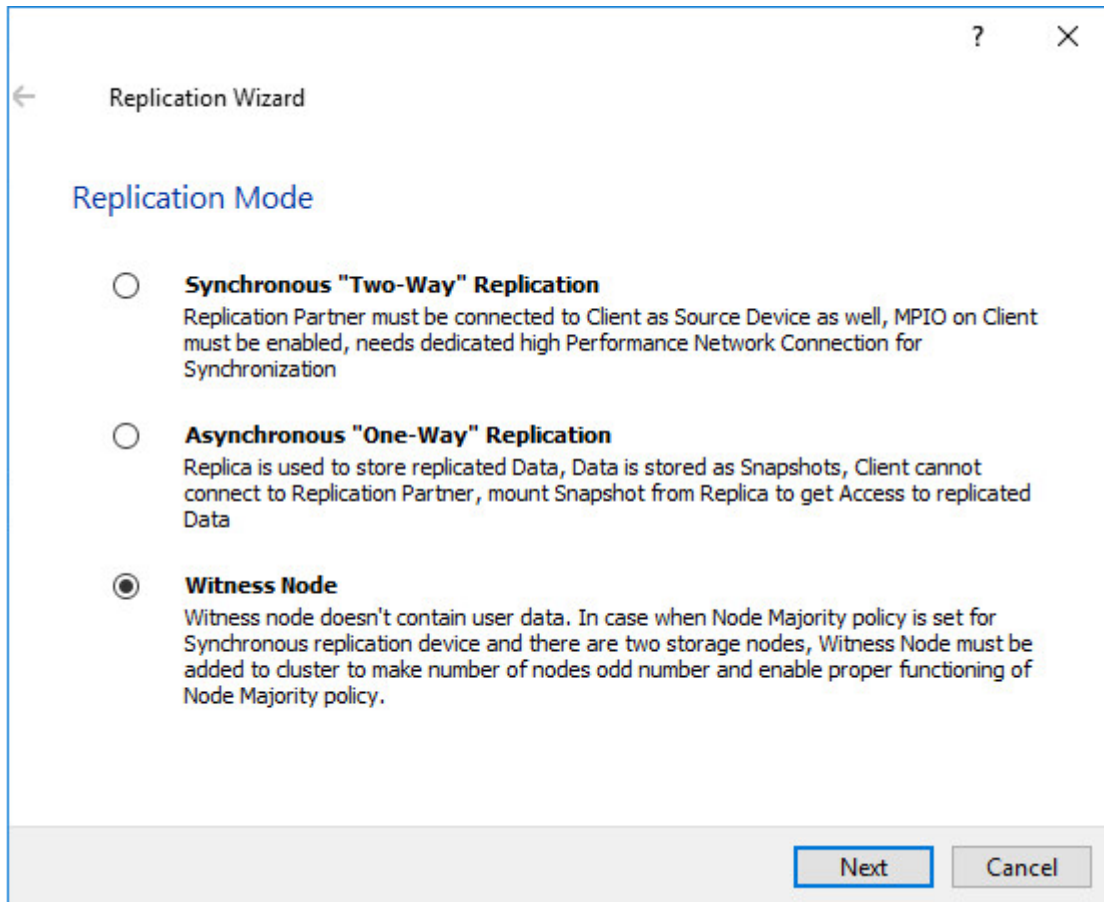 ?
Replication Wizard
Replication Mode
Synchronous "Two-Way" Replication
Replication Partner must be connected to Client as Source Device as well, MPIO on Client
must be enabled, needs dedicated high Performance Network Connection for
Synchronization
Asynchronous "One-Way" Replication
Replica is used to store replicated Data, Data is stored as Snapshots, Client cannot
connect to Replication Partner, mount Snapshot from Replica to get Access to replicated
Data
Witness Node
Witness node doesn't contain user data. In case when Node Majority policy is set for
Synchronous replication device and there are two storage nodes, Witness Node must be
added to cluster to make number of nodes odd number and enable proper functioning of
Node Majority policy.
Next Cancel